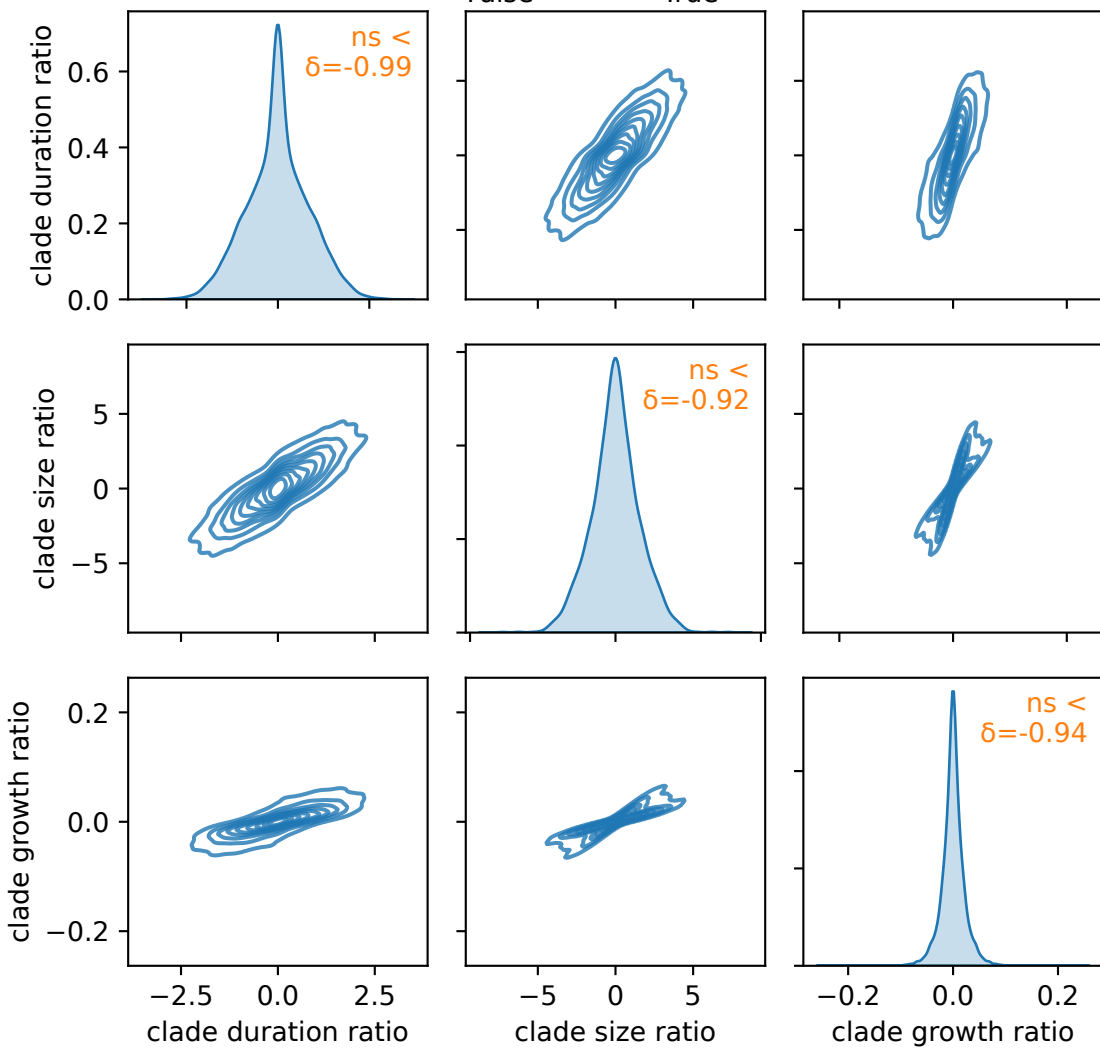 clade duration ratio
0.6
0.4
0.2
0.0
ns <
δ=-0.99
clade size ratio
5
0
−5
ns <
δ=-0.92
clade growth ratio
0.2
0.0
−0.2
ns <
δ=-0.94
−2.5 0.0 2.5
−5 0 5
−0.2 0.0 0.2
clade duration ratio
clade size ratio
clade growth ratio